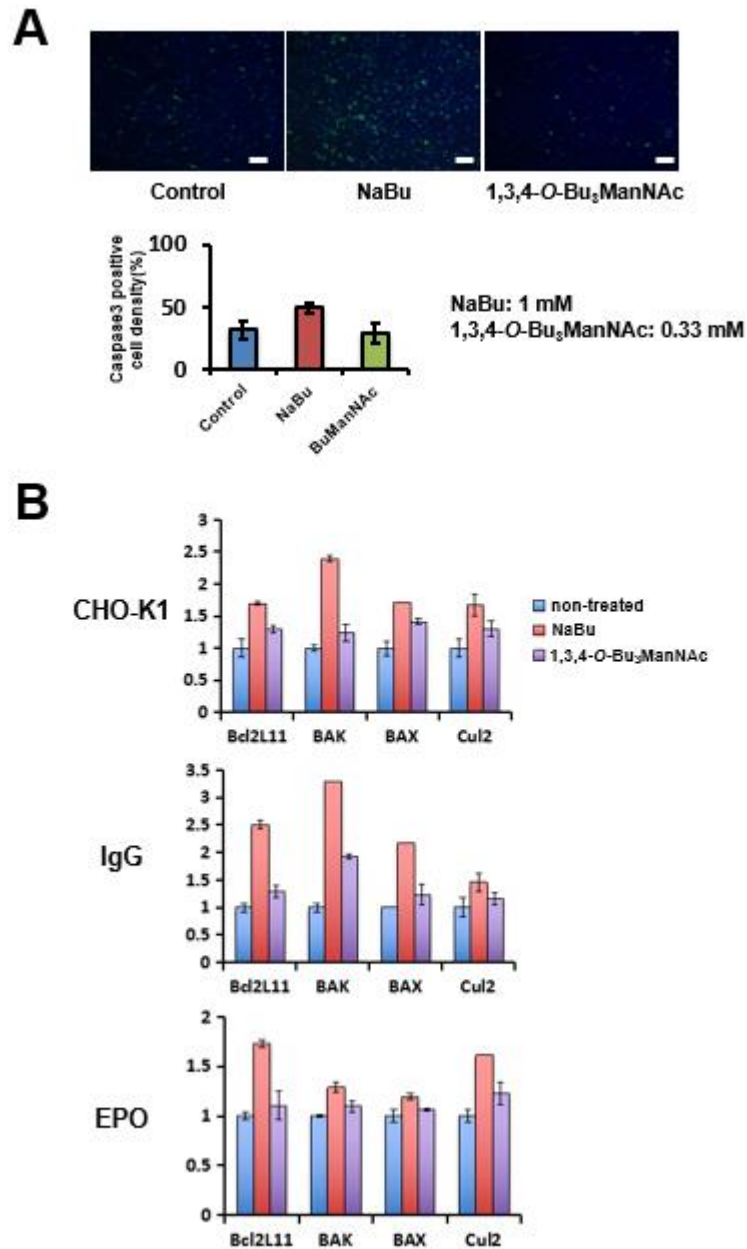 A
Control NaBu 1,3,4-O-Bu₃ManNAc
Caspase3 positive
cell density(%)
100
50
0
Control
NaBu
BuManNAc
NaBu: 1 mM
1,3,4-O-Bu₃ManNAc: 0.33 mM
B
CHO-K1
3
2.5
2
1.5
1
0.5
0
Bcl2L11 BAK BAX Cul2
non-treated
NaBu
1,3,4-O-Bu₃ManNAc
IgG
3.5
3
2.5
2
1.5
1
0.5
0
Bcl2L11 BAK BAX Cul2
EPO
2
1.5
1
0.5
0
Bcl2L11 BAK BAX Cul2